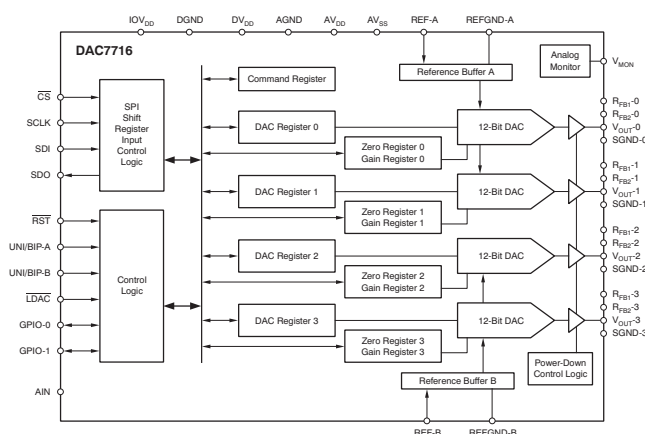 IOVDD DGND DVDD AGND AVDD AVSS REF-A REFGND-A
DAC7716
Reference Buffer A
Analog
Monitor
VMON
Command Register
CS
SCLK
SDI
SDO
SPI
Shift
Register
Input
Control
Logic
DAC Register 0
Zero Register 0
Gain Register 0
12-Bit DAC
RFB1-0
RFB2-0
VOUT-0
SGND-0
DAC Register 1
Zero Register 1
Gain Register 1
12-Bit DAC
RFB1-1
RFB2-1
VOUT-1
SGND-1
RST
UNI/BIP-A
UNI/BIP-B
LDAC
GPIO-0
GPIO-1
Control
Logic
DAC Register 2
Zero Register 2
Gain Register 2
12-Bit DAC
RFB1-2
RFB2-2
VOUT-2
SGND-2
DAC Register 3
Zero Register 3
Gain Register 3
12-Bit DAC
RFB1-3
RFB2-3
VOUT-3
SGND-3
Power-Down
Control Logic
Reference Buffer B
AIN
REF-B REFGND-B